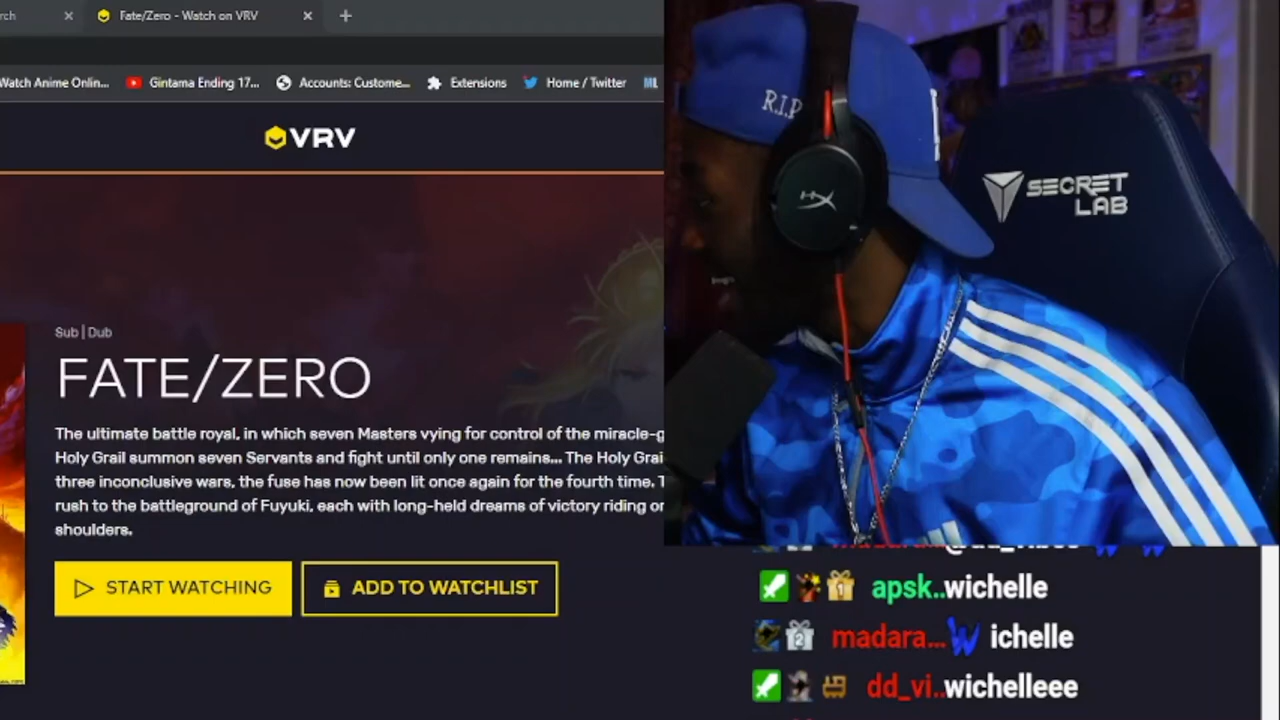 rch
Fate/Zero - Watch on VRV
Watch Anime Onlin...
Gintama Ending 17...
Accounts: Custome...
Extensions
Home / Twitter
ML
VRV
R.I.P
SECRET
LAB
HX
Sub | Dub
FATE/ZERO
The ultimate battle royal, in which seven Masters vying for control of the miracle-g
Holy Grail summon seven Servants and fight until only one remains... The Holy Grai
three inconclusive wars, the fuse has now been lit once again for the fourth time. T
rush to the battleground of Fuyuki, each with long-held dreams of victory riding or
shoulders.
START WATCHING
ADD TO WATCHLIST
apsk..wichelle
madara...W ichelle
dd_vi..wichelleee